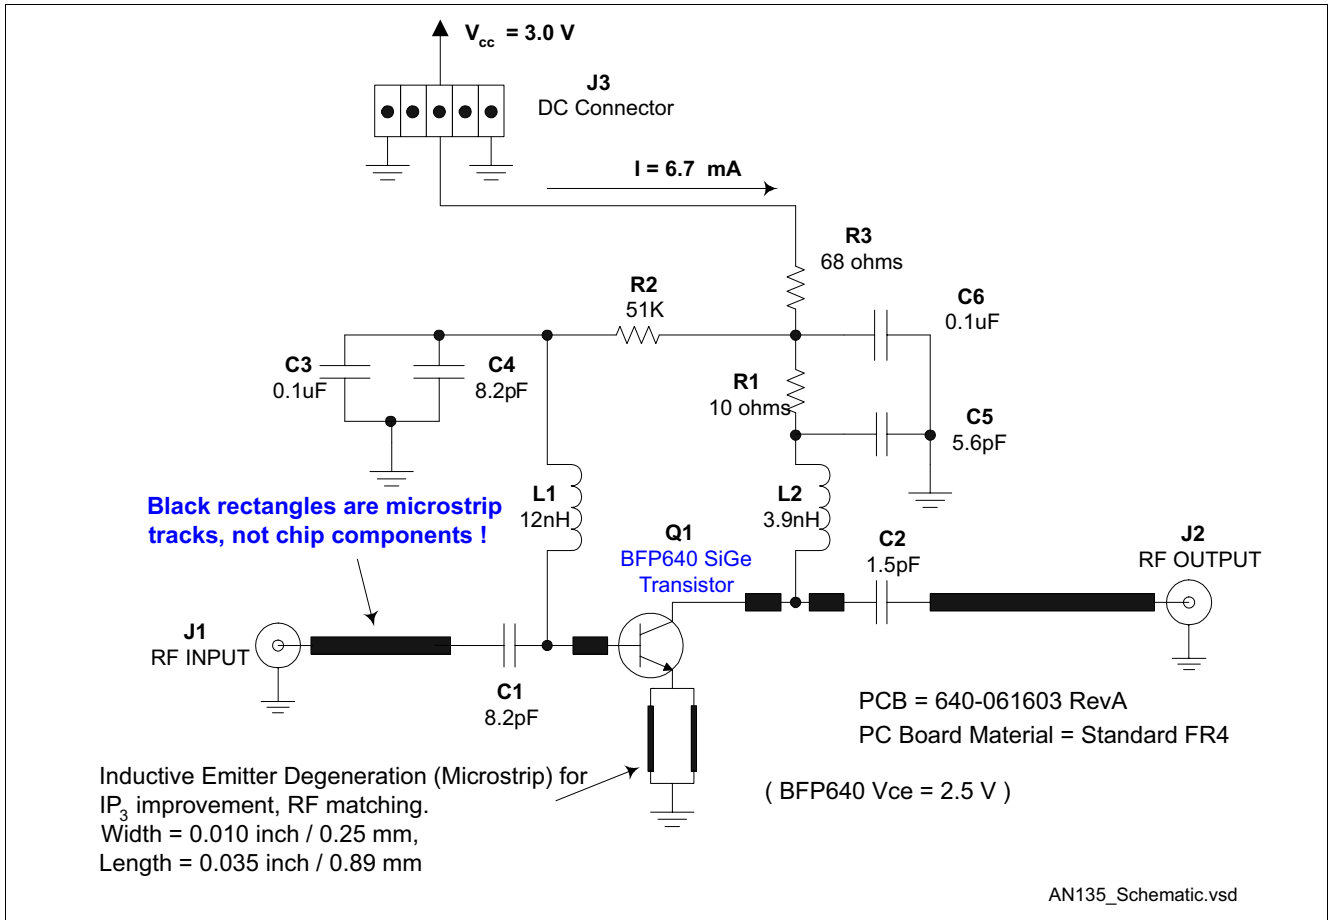 Vcc = 3.0 V
J3
DC Connector
I = 6.7 mA
R3
68 ohms
R2
51K
C6
0.1uF
C3
0.1uF
C4
8.2pF
R1
10 ohms
C5
5.6pF
Black rectangles are microstrip
tracks, not chip components !
L1
12nH
L2
3.9nH
Q1
BFP640 SiGe
Transistor
C2
1.5pF
J2
RF OUTPUT
J1
RF INPUT
C1
8.2pF
PCB = 640-061603 RevA
PC Board Material = Standard FR4
Inductive Emitter Degeneration (Microstrip) for
IP3 improvement, RF matching.
Width = 0.010 inch / 0.25 mm,
Length = 0.035 inch / 0.89 mm
( BFP640 Vce = 2.5 V )
AN135_Schematic.vsd